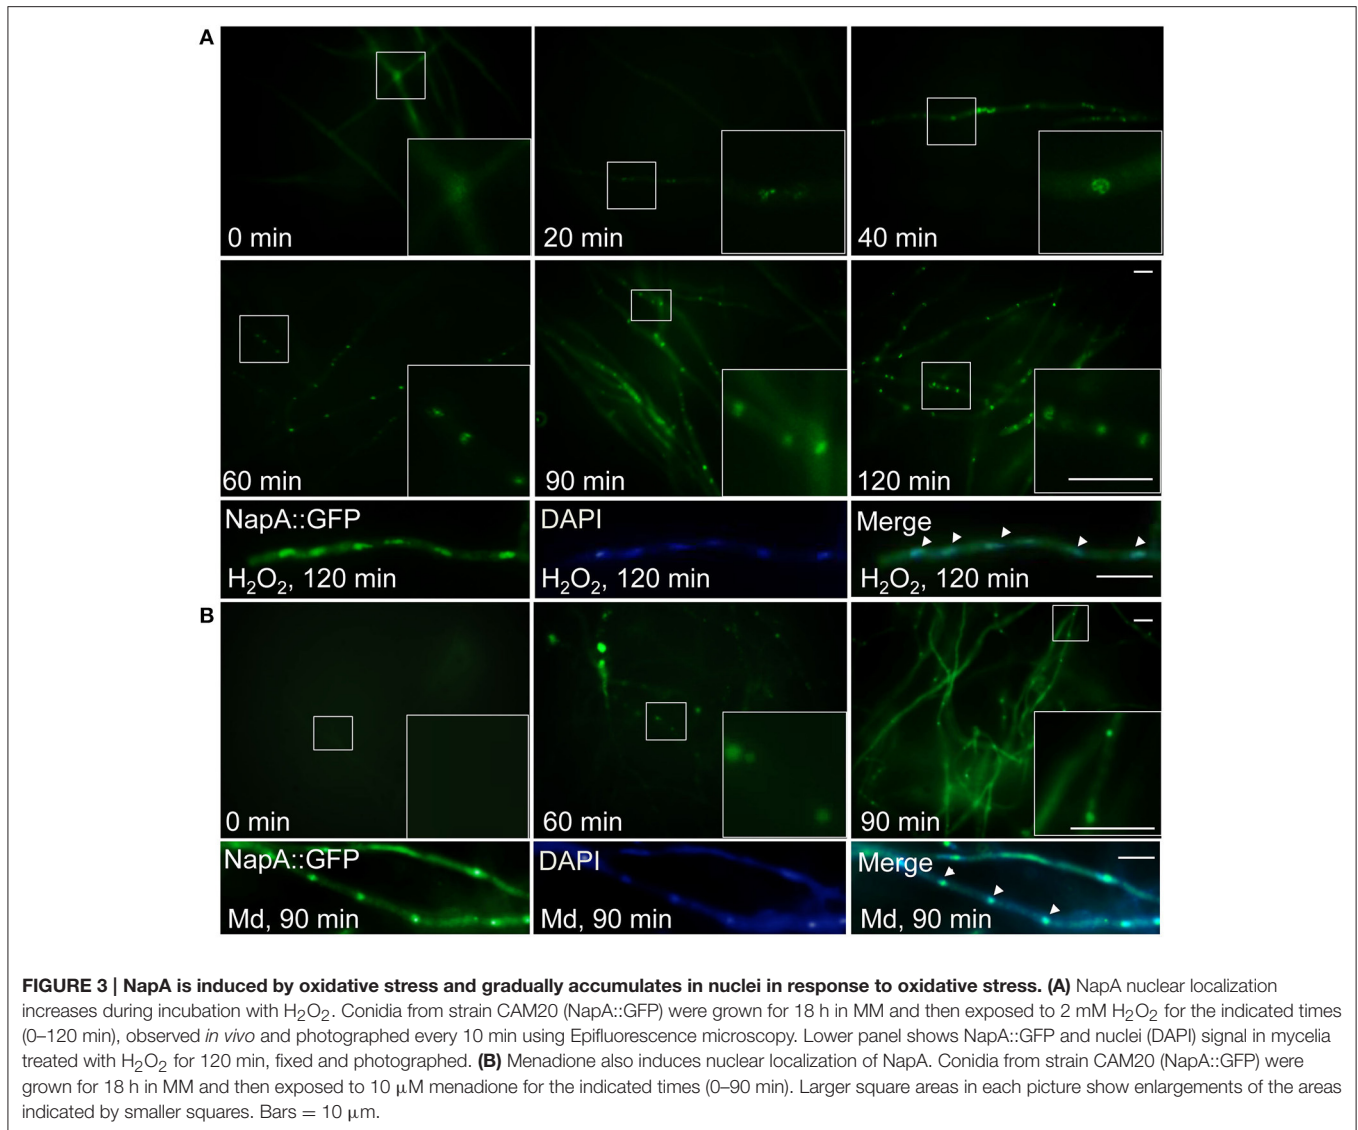 A
0 min
20 min
40 min
60 min
90 min
120 min
NapA::GFP
H₂O₂, 120 min
DAPI
H₂O₂, 120 min
Merge
H₂O₂, 120 min
B
0 min
60 min
90 min
NapA::GFP
Md, 90 min
DAPI
Md, 90 min
Merge
Md, 90 min
FIGURE 3 | NapA is induced by oxidative stress and gradually accumulates in nuclei in response to oxidative stress. (A) NapA nuclear localization
increases during incubation with H₂O₂. Conidia from strain CAM20 (NapA::GFP) were grown for 18 h in MM and then exposed to 2 mM H₂O₂ for the indicated times
(0–120 min), observed in vivo and photographed every 10 min using Epifluorescence microscopy. Lower panel shows NapA::GFP and nuclei (DAPI) signal in mycelia
treated with H₂O₂ for 120 min, fixed and photographed. (B) Menadione also induces nuclear localization of NapA. Conidia from strain CAM20 (NapA::GFP) were
grown for 18 h in MM and then exposed to 10 μM menadione for the indicated times (0–90 min). Larger square areas in each picture show enlargements of the areas
indicated by smaller squares. Bars = 10 μm.